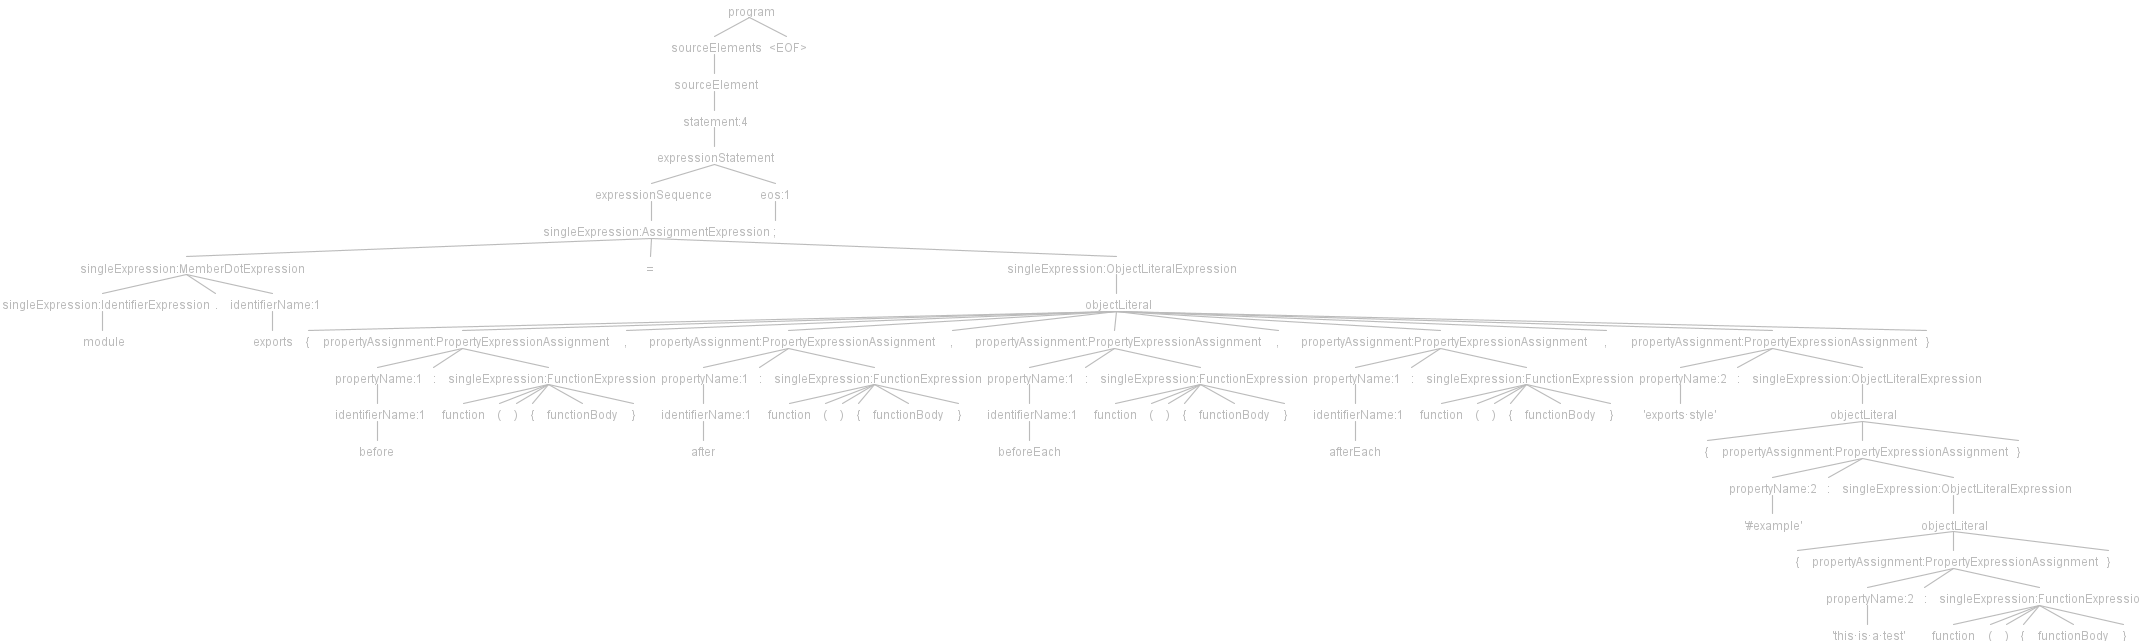 program
sourceElements <EOF>
sourceElement
statement:4
expressionStatement
expressionSequence eos:1
singleExpression:AssignmentExpression ;
singleExpression:MemberDotExpression = singleExpression:ObjectLiteralExpression
singleExpression:IdentifierExpression . identifierName:1 objectLiteral
module exports { propertyAssignment:PropertyExpressionAssignment , propertyAssignment:PropertyExpressionAssignment , propertyAssignment:PropertyExpressionAssignment , propertyAssignment:PropertyExpressionAssignment , propertyAssignment:PropertyExpressionAssignment }
propertyName:1 : singleExpression:FunctionExpression propertyName:1 : singleExpression:FunctionExpression propertyName:1 : singleExpression:FunctionExpression propertyName:1 : singleExpression:FunctionExpression propertyName:2 : singleExpression:ObjectLiteralExpression
identifierName:1 function ( ) { functionBody } identifierName:1 function ( ) { functionBody } identifierName:1 function ( ) { functionBody } identifierName:1 function ( ) { functionBody } 'exports·style' objectLiteral
before after beforeEach afterEach { propertyAssignment:PropertyExpressionAssignment }
propertyName:2 : singleExpression:ObjectLiteralExpression
'#example' objectLiteral
{ propertyAssignment:PropertyExpressionAssignment }
propertyName:2 : singleExpression:FunctionExpressio
'this·is·a·test' function ( ) { functionBody }